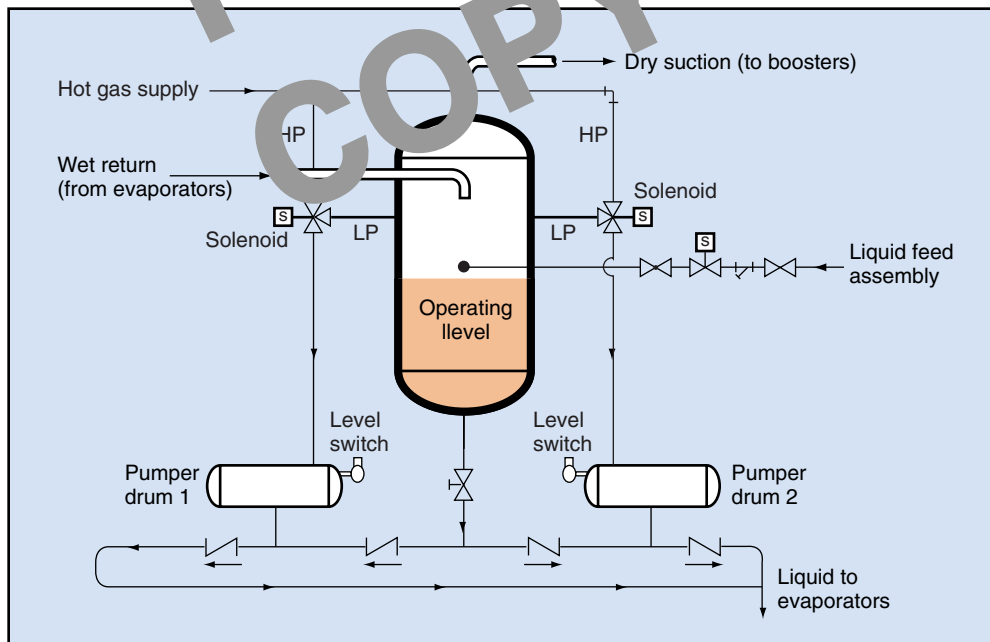 COPY
Dry suction (to boosters)
Hot gas supply
HP
HP
Wet return
(from evaporators)
Solenoid
S
S
Solenoid
LP
LP
S
Liquid feed
assembly
Operating
llevel
Level
switch
Level
switch
Pumper
drum 1
Pumper
drum 2
Liquid to
evaporators